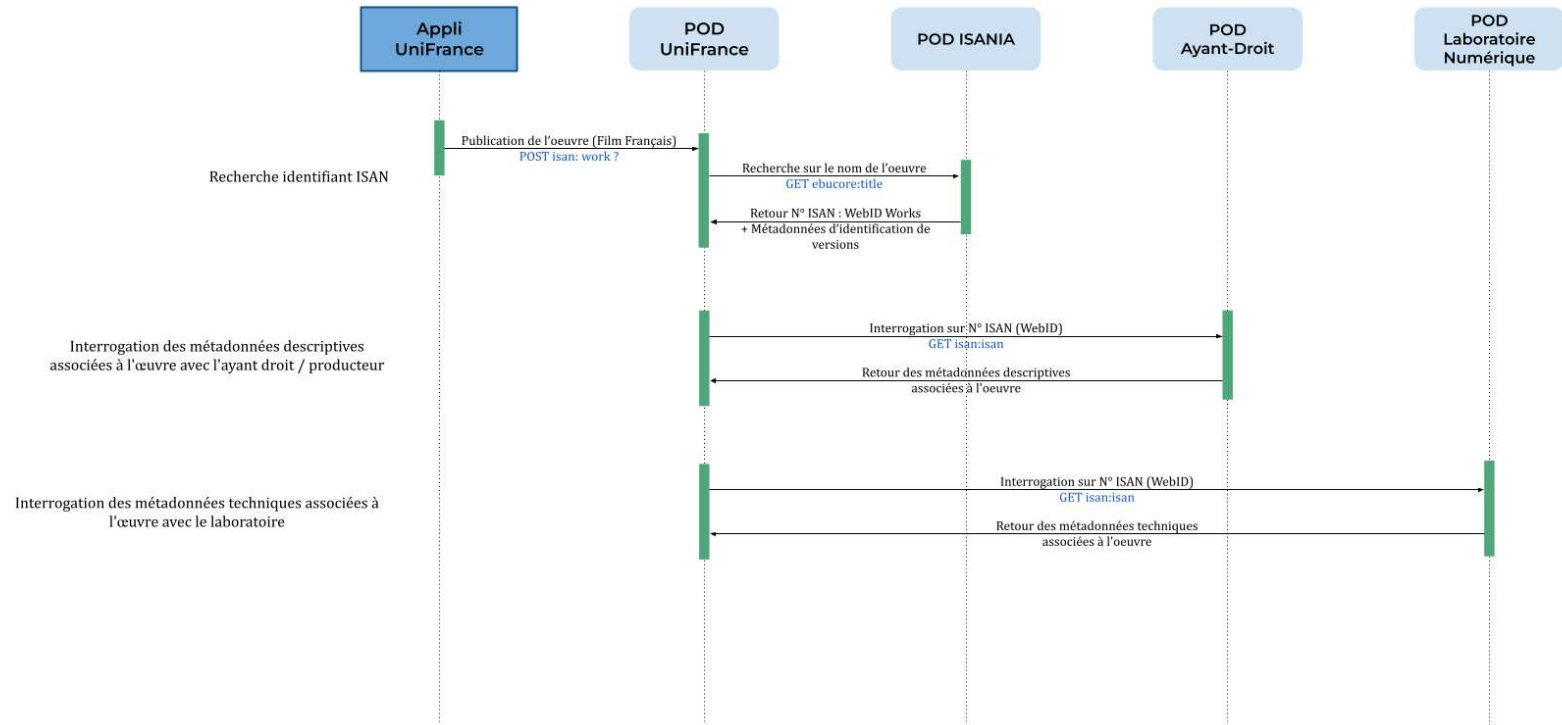 Appli
UniFrance
POD
UniFrance
POD ISANIA
POD
Ayant-Droit
POD
Laboratoire
Numérique
Recherche identifiant ISAN
Publication de l'oeuvre (Film Français)
POST isan: work ?
Recherche sur le nom de l'oeuvre
GET ebucore:title
Retour N° ISAN : WebID Works
+ Métadonnées d'identification de
versions
Interrogation des métadonnées descriptives
associées à l'œuvre avec l'ayant droit / producteur
Interrogation sur N° ISAN (WebID)
GET isan:isan
Retour des métadonnées descriptives
associées à l'oeuvre
Interrogation des métadonnées techniques associées à
l'œuvre avec le laboratoire
Interrogation sur N° ISAN (WebID)
GET isan:isan
Retour des métadonnées techniques
associées à l'oeuvre